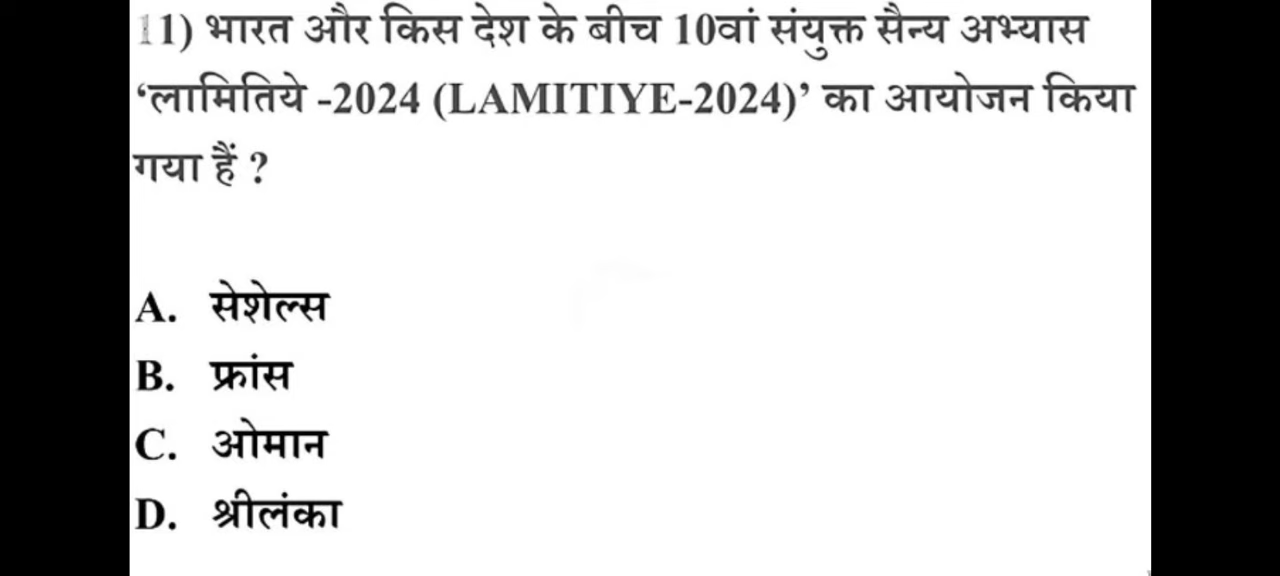 11) भारत और किस देश के बीच 10वां संयुक्त सैन्य अभ्यास
‘लामितिये -2024 (LAMITIYE-2024)’ का आयोजन किया
गया हैं ?
A. सेशेल्स
B. फ्रांस
C. ओमान
D. श्रीलंका